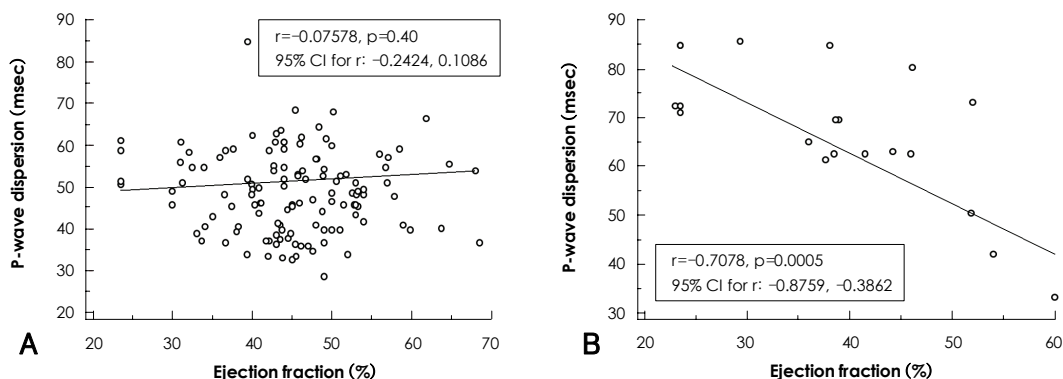 90
80
70
60
50
40
30
20
P-wave dispersion (msec)
r=-0.07578, p=0.40
95% CI for r: -0.2424, 0.1086
20 30 40 50 60 70
Ejection fraction (%)
A
90
80
70
60
50
40
30
P-wave dispersion (msec)
r=-0.7078, p=0.0005
95% CI for r: -0.8759, -0.3862
20 30 40 50 60
Ejection fraction (%)
B